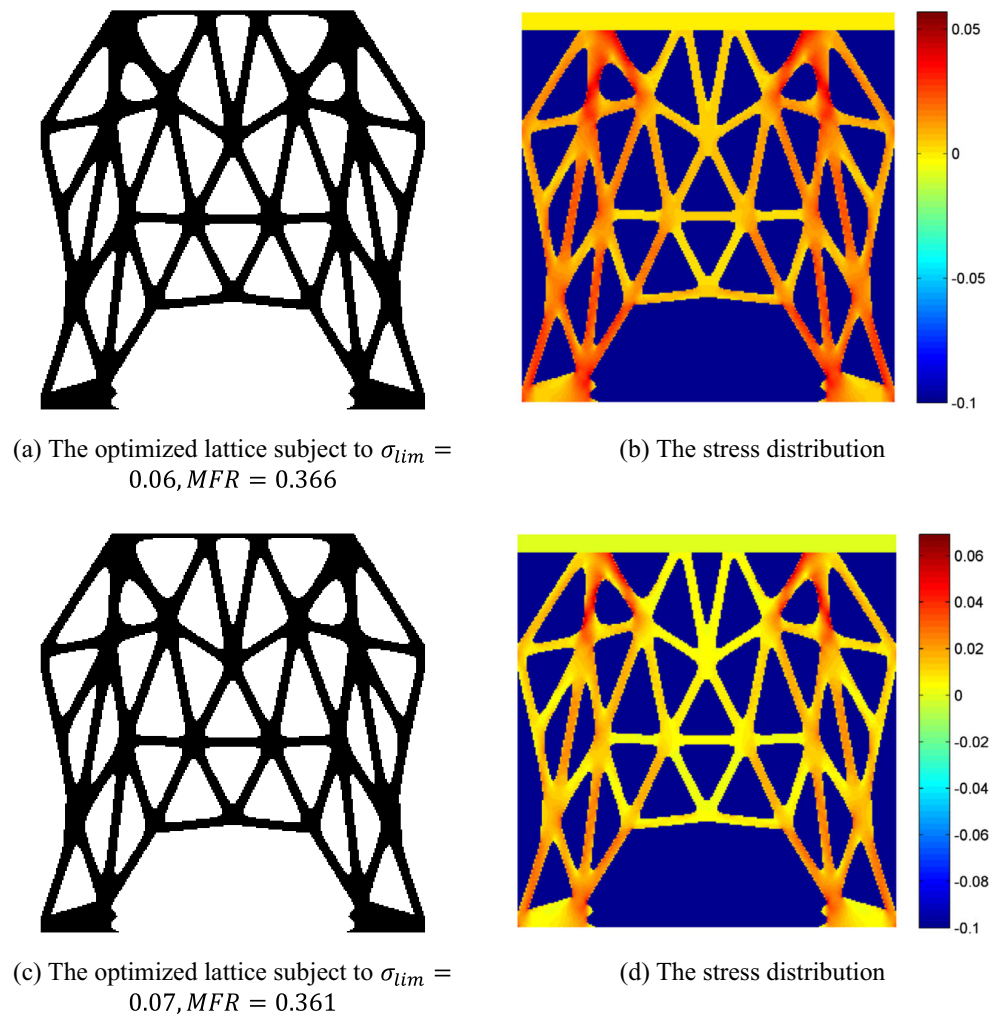 0.05
0
-0.05
-0.1
(a) The optimized lattice subject to σ_lim =
0.06, MFR = 0.366
(b) The stress distribution
0.06
0.04
0.02
0
-0.02
-0.04
-0.06
-0.08
-0.1
(c) The optimized lattice subject to σ_lim =
0.07, MFR = 0.361
(d) The stress distribution